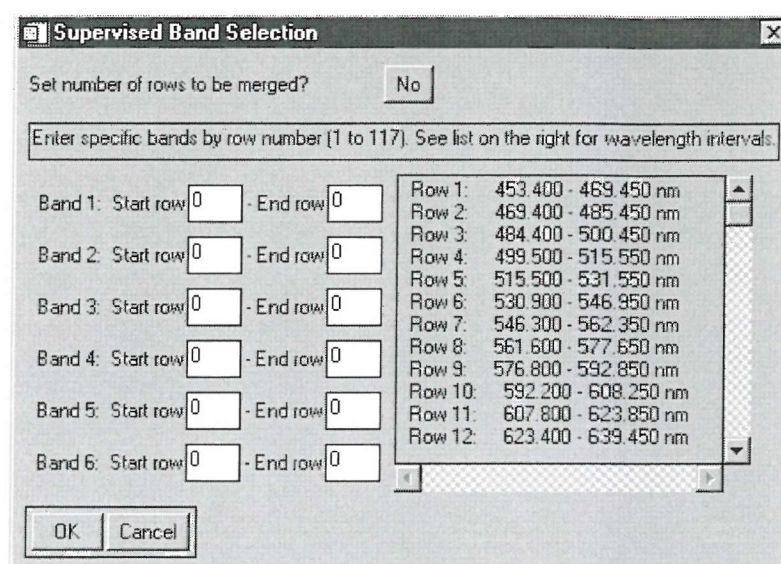 Supervised Band Selection
Set number of rows to be merged? No
Enter specific bands by row number (1 to 117). See list on the right for wavelength intervals.
Band 1: Start row 0 - End row 0
Band 2: Start row 0 - End row 0
Band 3: Start row 0 - End row 0
Band 4: Start row 0 - End row 0
Band 5: Start row 0 - End row 0
Band 6: Start row 0 - End row 0
Row 1: 453.400 - 469.450 nm
Row 2: 469.400 - 485.450 nm
Row 3: 484.400 - 500.450 nm
Row 4: 499.500 - 515.550 nm
Row 5: 515.500 - 531.550 nm
Row 6: 530.900 - 546.950 nm
Row 7: 546.300 - 562.350 nm
Row 8: 561.600 - 577.650 nm
Row 9: 576.800 - 592.850 nm
Row 10: 592.200 - 608.250 nm
Row 11: 607.800 - 623.850 nm
Row 12: 623.400 - 639.450 nm
OK Cancel